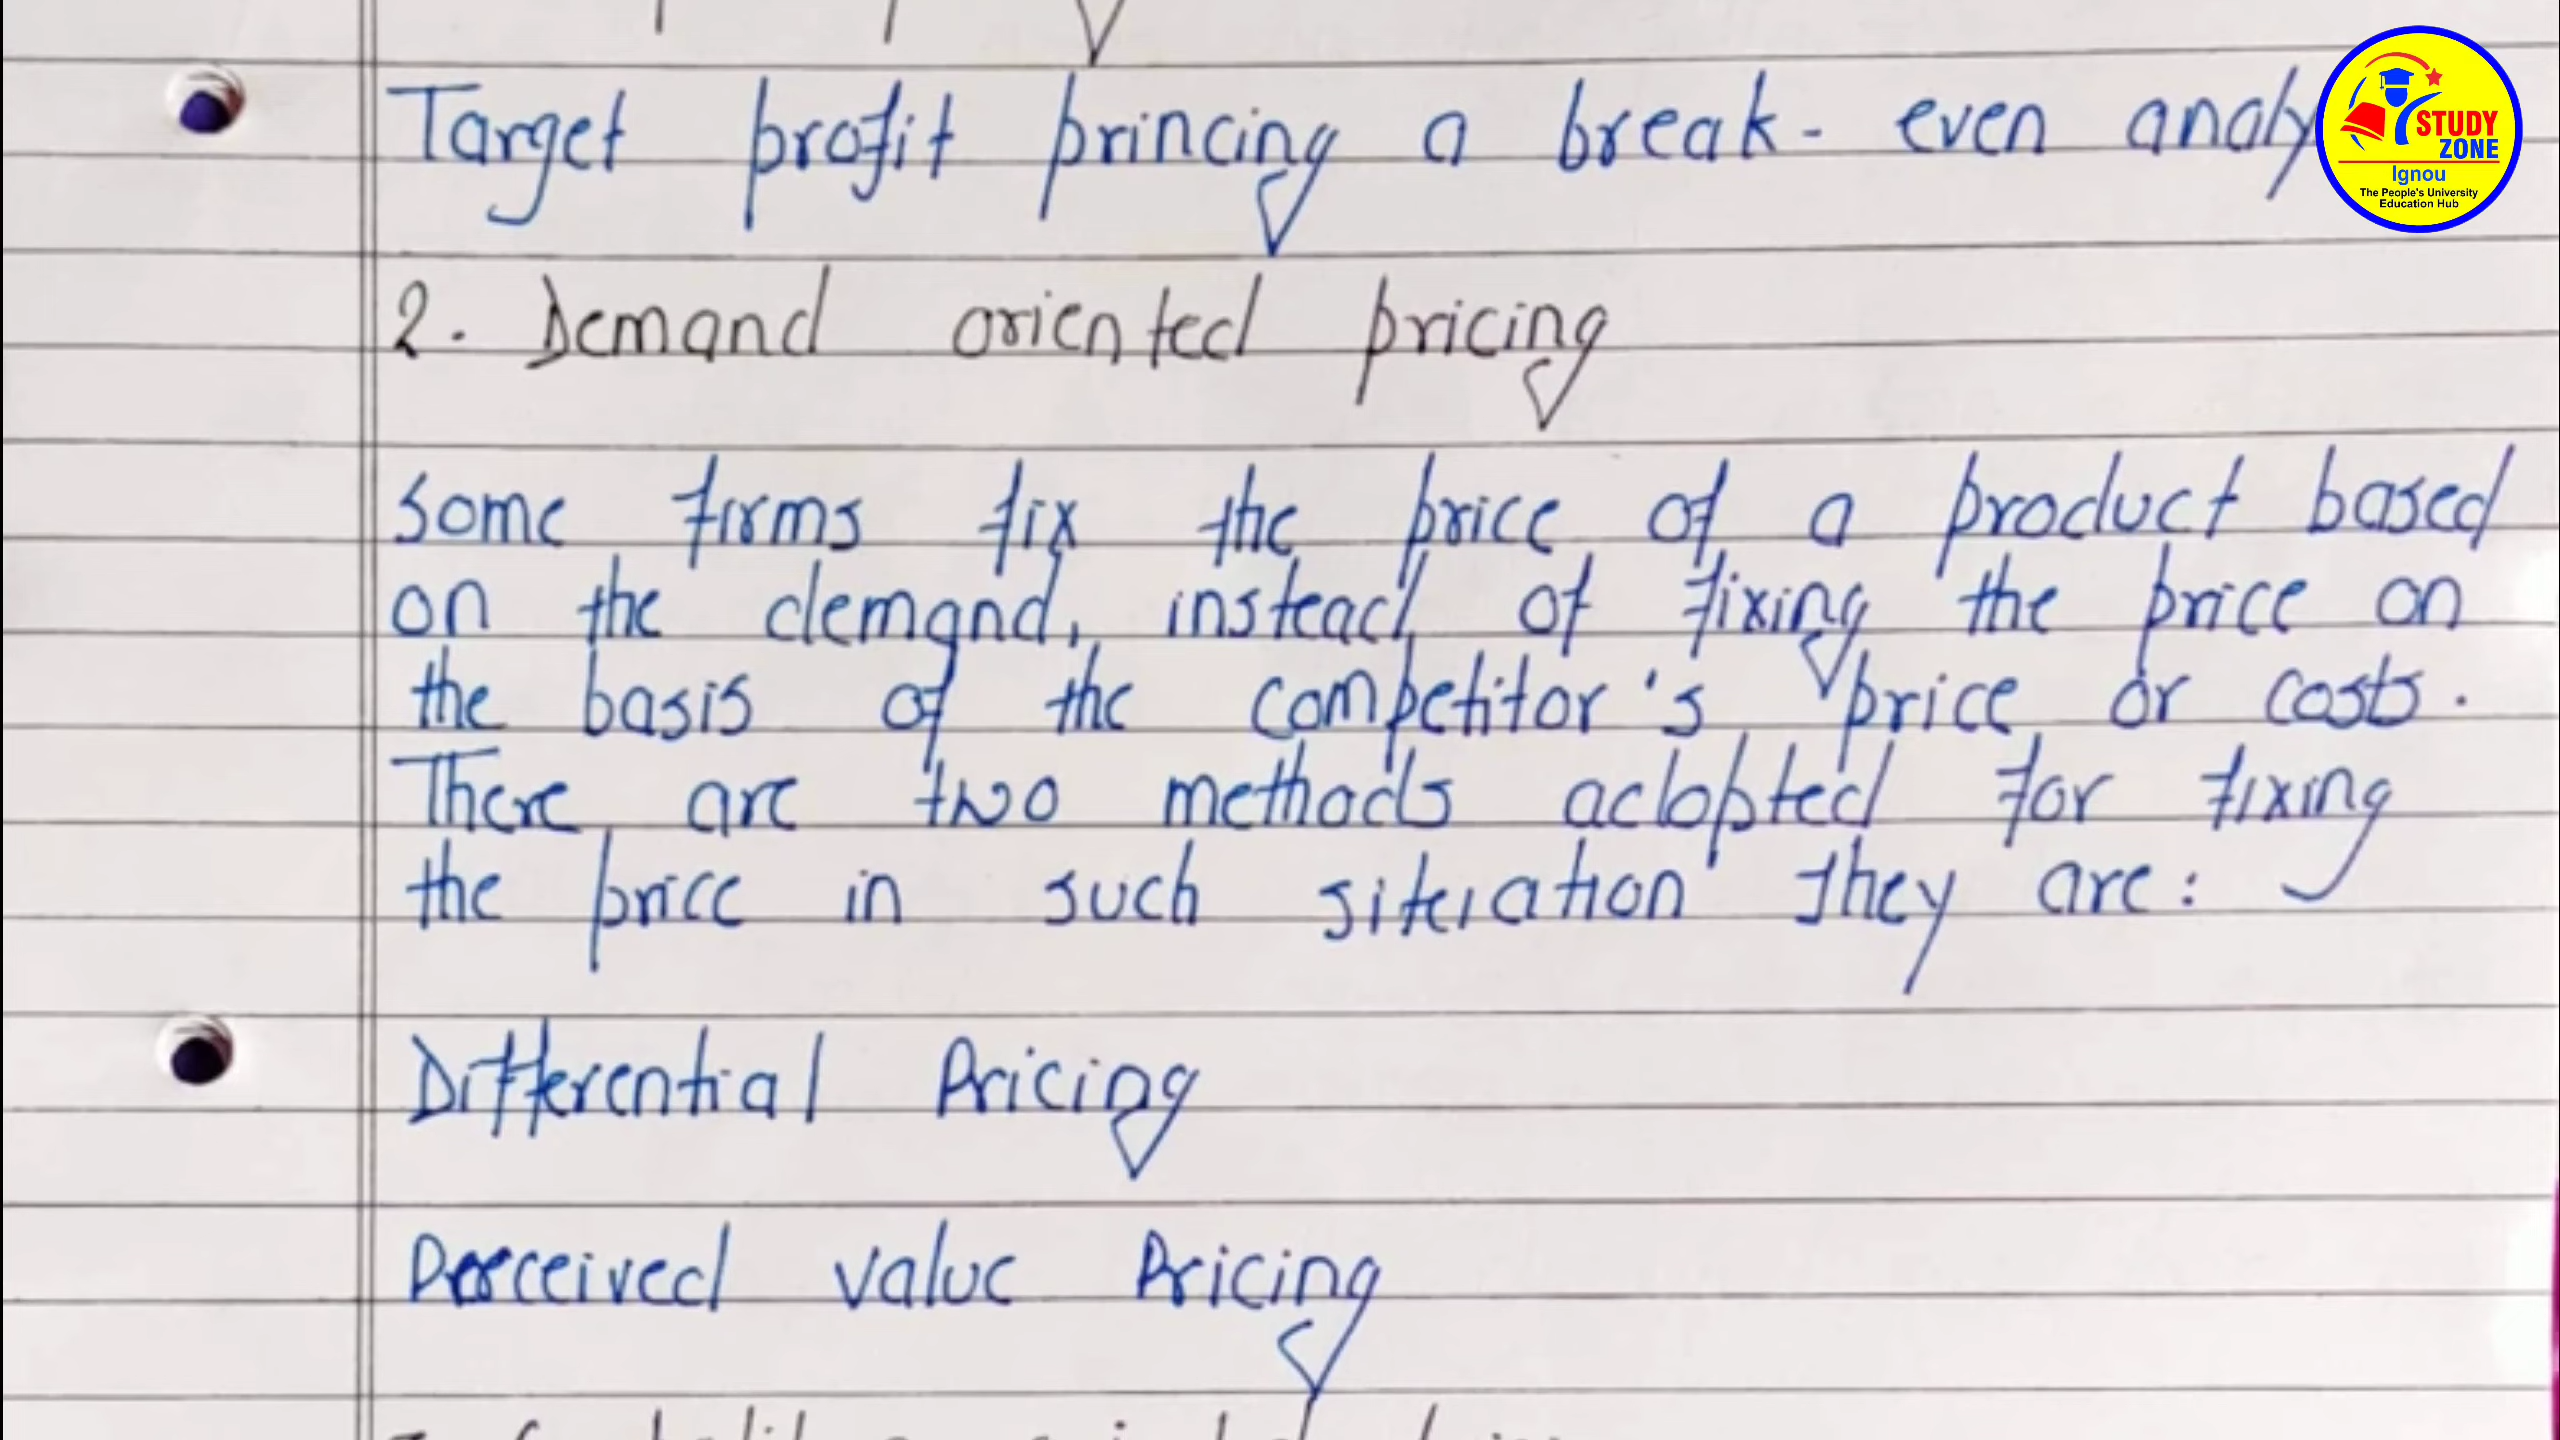 Target profit princing a break- even analy
STUDY
ZONE
Ignou
The People's University
Education Hub
2. Demand oriented pricing
Some firms fix the price of a product based
on the demand, instead of fixing the price on
the basis of the competitor's price or costs.
There are two methods adopted for fixing
the price in such sitution they are:
Differential Pricing
Perceived value Pricing